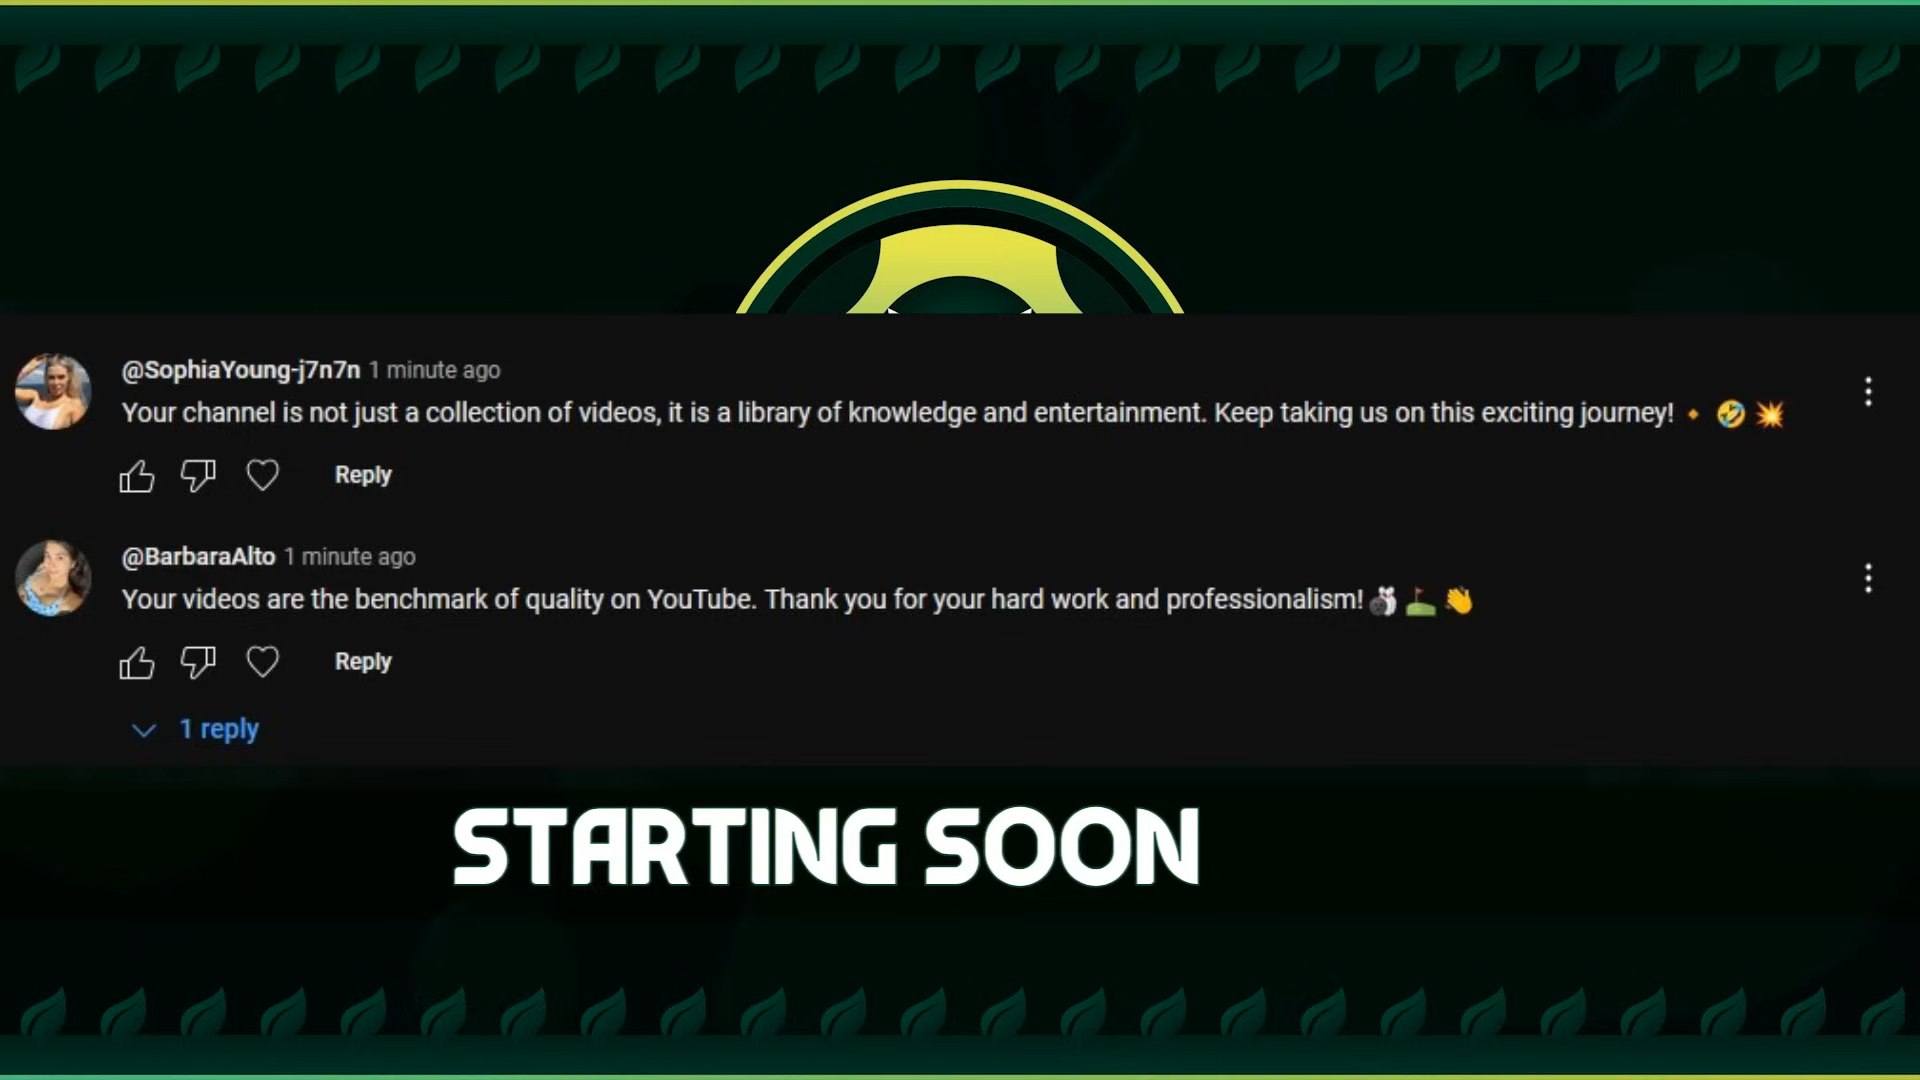 @SophiaYoung-j7n7n 1 minute ago
Your channel is not just a collection of videos, it is a library of knowledge and entertainment. Keep taking us on this exciting journey! 🔸 🤣 💥
Reply
@BarbaraAlto 1 minute ago
Your videos are the benchmark of quality on YouTube. Thank you for your hard work and professionalism! 🎳 ⛳ 👏
Reply
1 reply
STARTING SOON